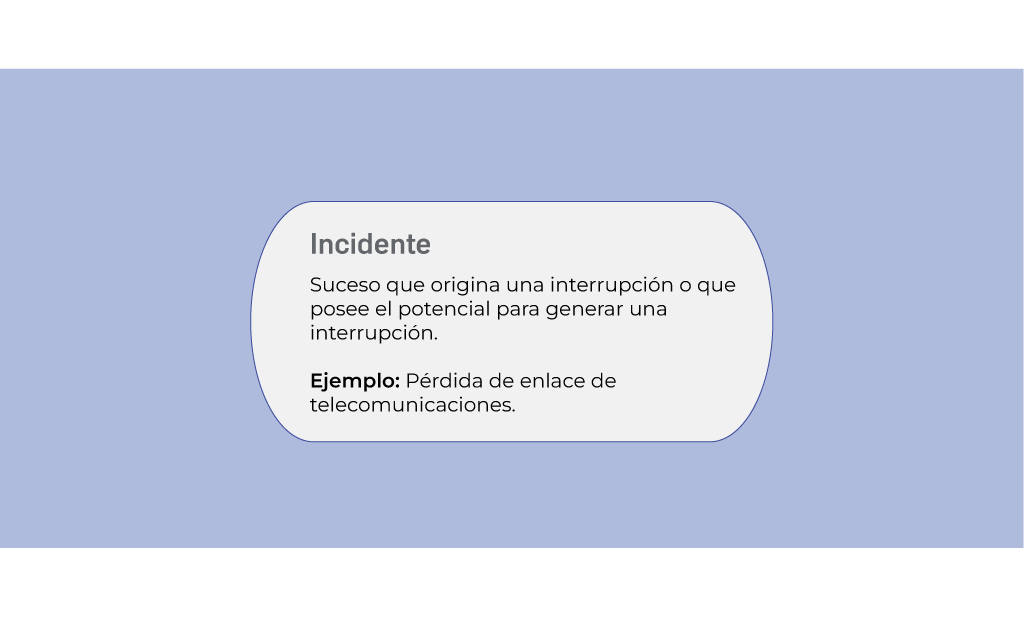 Incidente
Suceso que origina una interrupción o que
posee el potencial para generar una
interrupción.
Ejemplo: Pérdida de enlace de
telecomunicaciones.